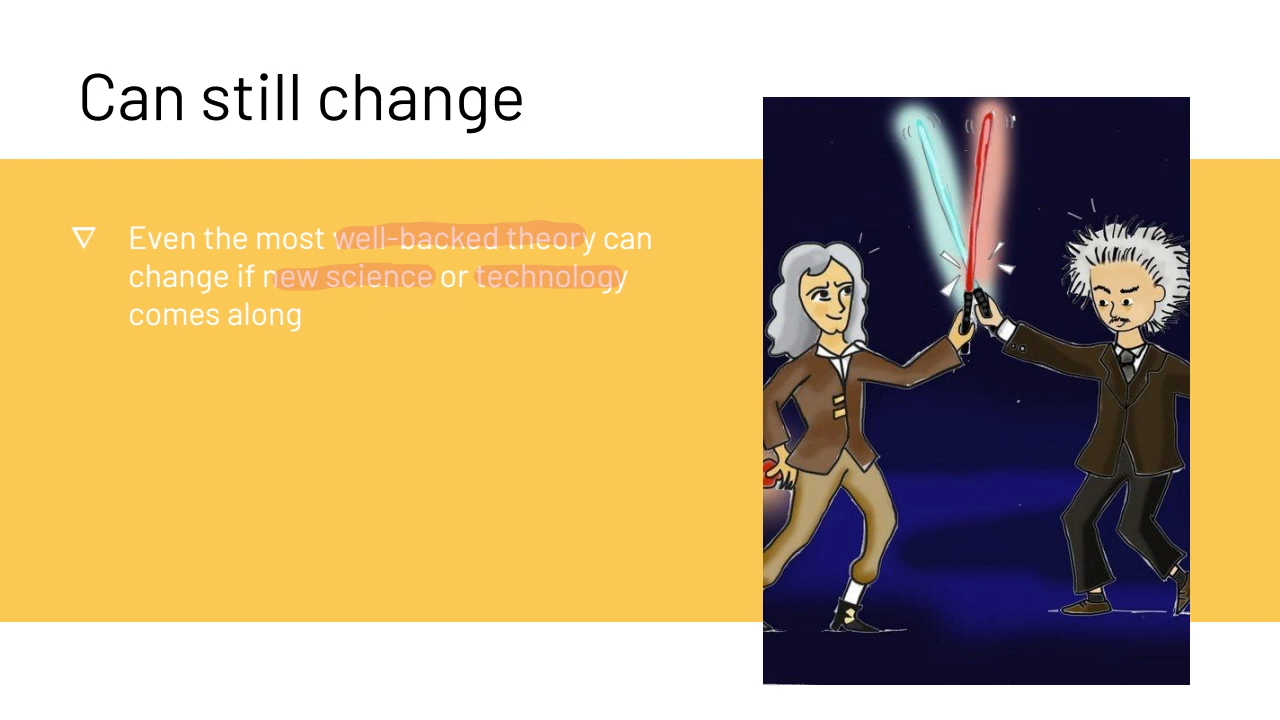 Can still change
Even the most well-backed theory can
change if new science or technology
comes along